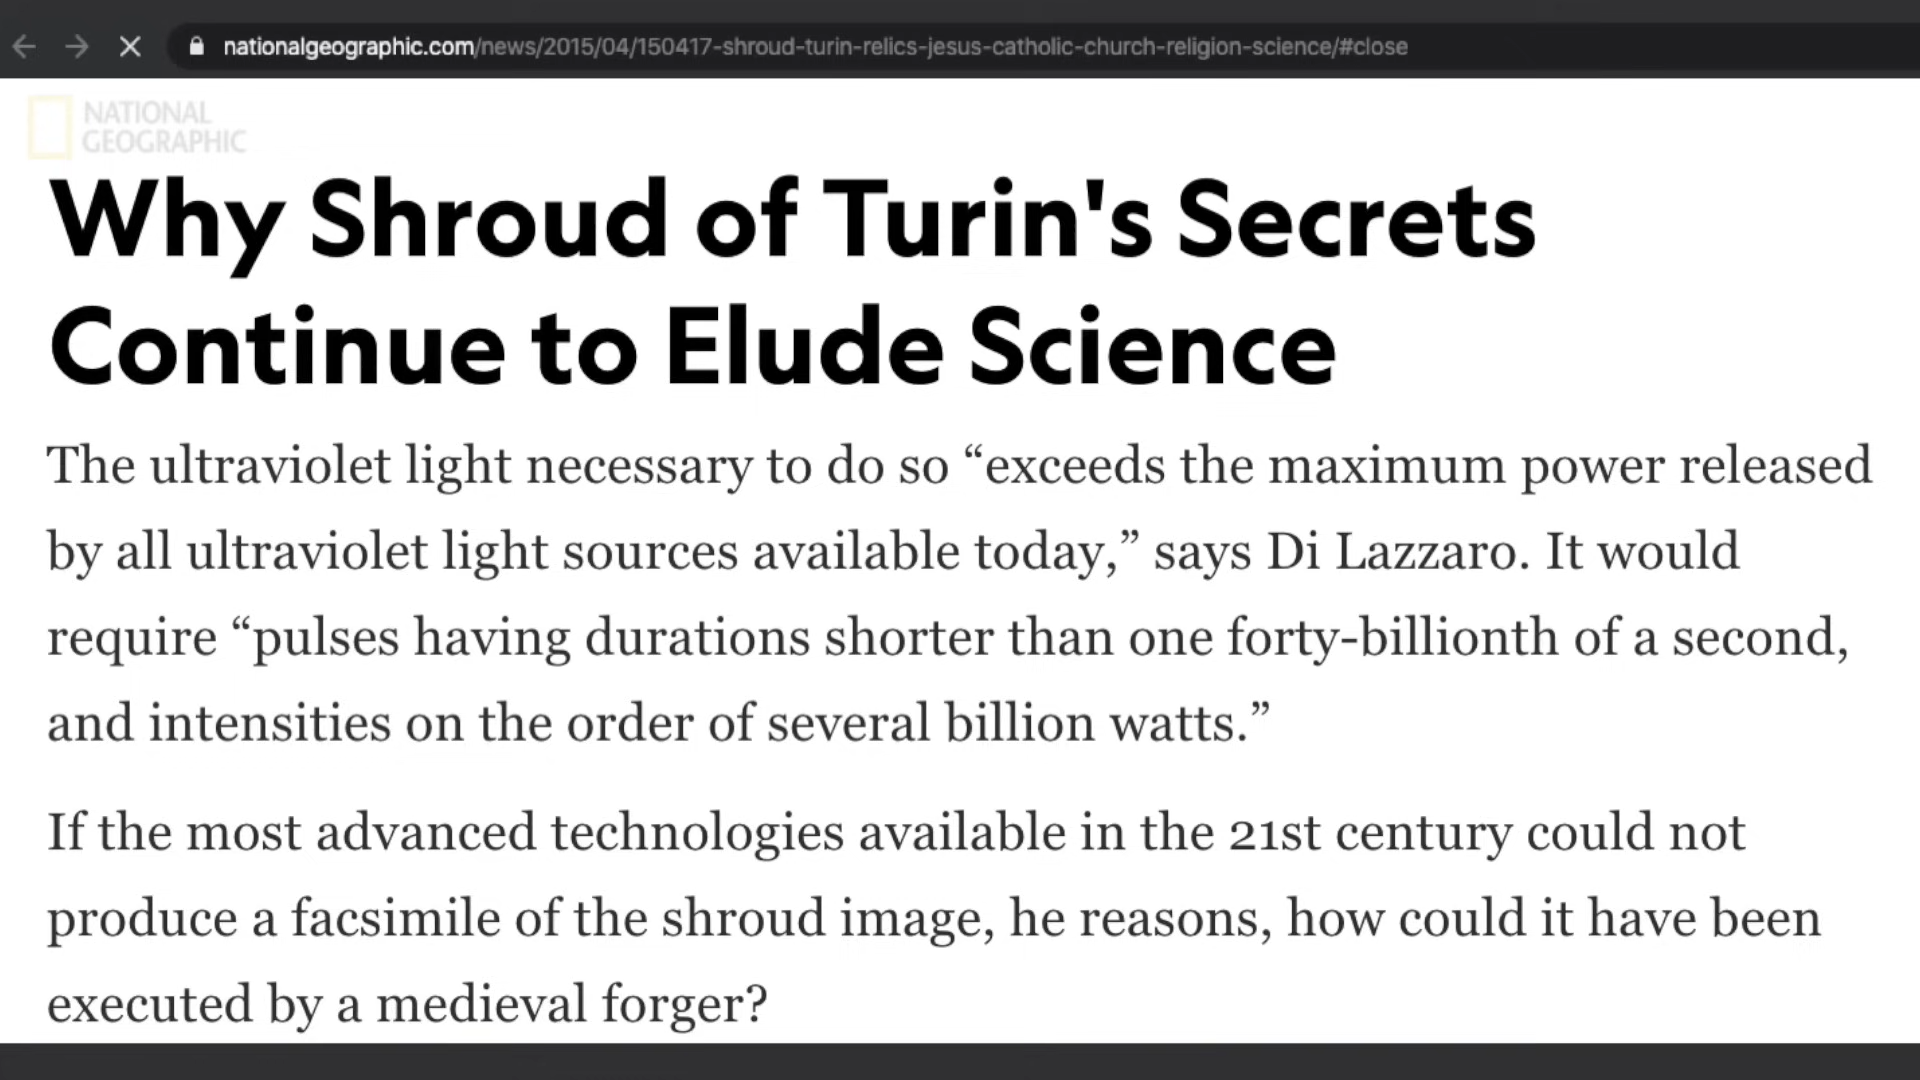 nationalgeographic.com/news/2015/04/150417-shroud-turin-relics-jesus-catholic-church-religion-science/#close
NATIONAL
GEOGRAPHIC
Why Shroud of Turin's Secrets
Continue to Elude Science
The ultraviolet light necessary to do so “exceeds the maximum power released
by all ultraviolet light sources available today,” says Di Lazzaro. It would
require “pulses having durations shorter than one forty-billionth of a second,
and intensities on the order of several billion watts.”
If the most advanced technologies available in the 21st century could not
produce a facsimile of the shroud image, he reasons, how could it have been
executed by a medieval forger?